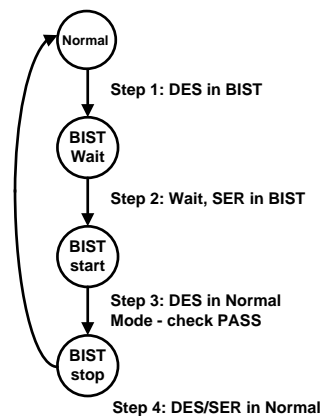 Normal
Step 1: DES in BIST
BIST
Wait
Step 2: Wait, SER in BIST
BIST
start
Step 3: DES in Normal
Mode - check PASS
BIST
stop
Step 4: DES/SER in Normal